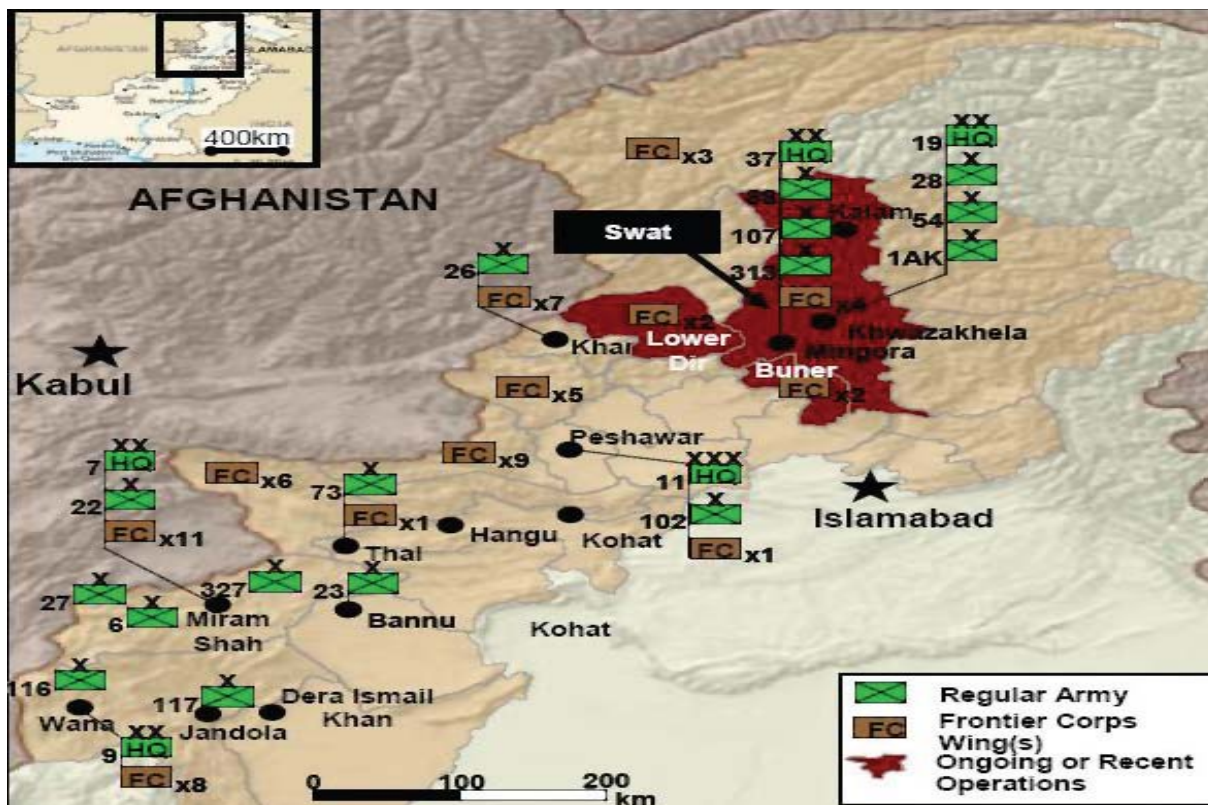 AFGHANISTAN
ISLAMABAD
INDIA
400km
AFGHANISTAN
FC x3
XX
37 HQ
X
88
X
107
X
313
FC x4
XX
19 HQ
X
28
X
54
X
1AK
Kalam
Swat
X
26
FC x7
FC x2
Khar
Lower
Dir
Khwazakhela
Mingora
Buner
FC x2
Kabul
FC x5
Peshawar
XX
7 HQ
X
22
FC x11
FC x6
X
73
FC x1
FC x9
XXX
11 HQ
X
102
FC x1
Islamabad
Hangu
Kohat
Thal
X
27
X
6
327
X
23
Miram
Shah
Bannu
Kohat
X
116
Wana
X
117
Jandola
Dera Ismail
Khan
XX
9 HQ
FC x8
0 100 200
km
Regular Army
FC Frontier Corps
Wing(s)
Ongoing or Recent
Operations